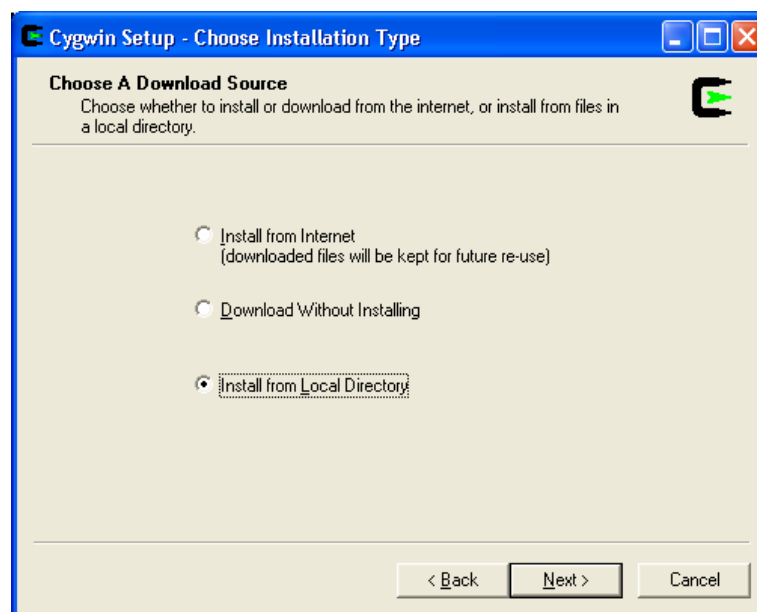 Cygwin Setup - Choose Installation Type
Choose A Download Source
Choose whether to install or download from the internet, or install from files in
a local directory.
Install from Internet
(downloaded files will be kept for future re-use)
Download Without Installing
Install from Local Directory
< Back
Next >
Cancel